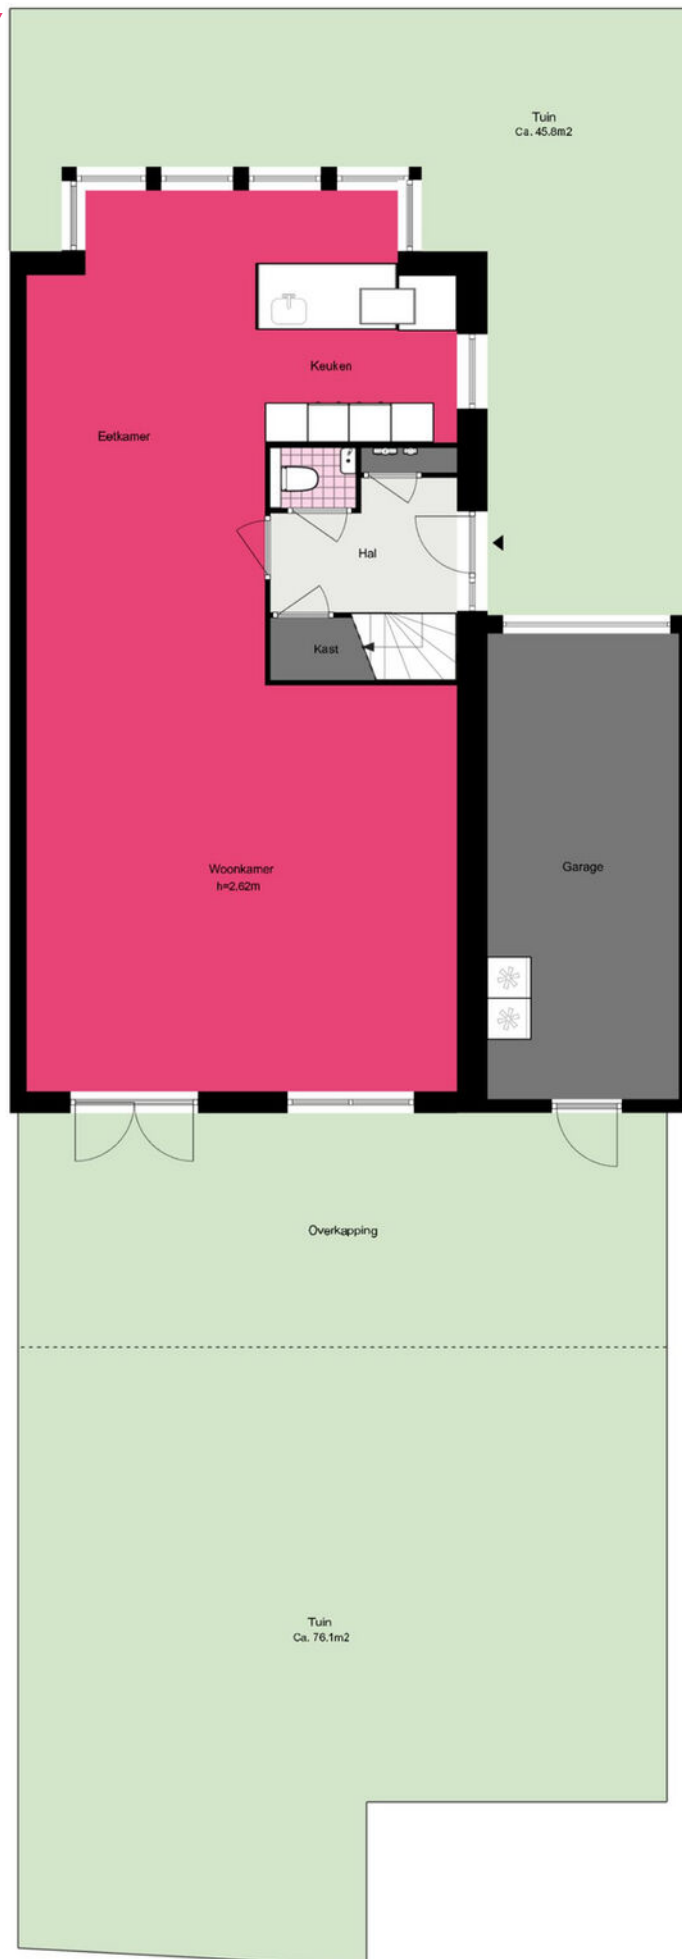 Tuin
Ca. 45.8m2
Keuken
Eetkamer
Hal
Kast
Woonkamer
h=2.62m
Garage
Overkapping
Tuin
Ca. 76.1m2